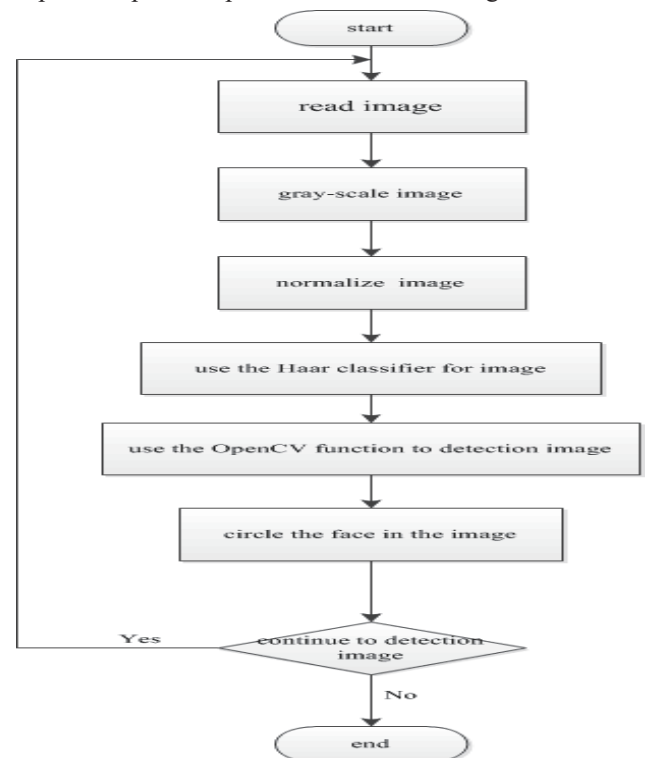 start
read image
gray-scale image
normalize image
use the Haar classifier for image
use the OpenCV function to detection image
circle the face in the image
Yes
continue to detection
image
No
end